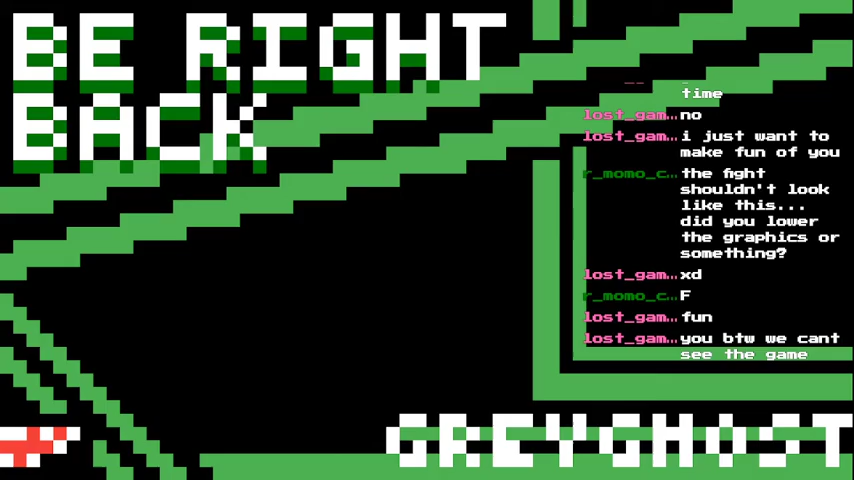 BE RIGHT
BACK
time
lost_gam… no
lost_gam… i just want to
make fun of you
r_momo_c… the fight
shouldn't look
like this...
did you lower
the graphics or
something?
lost_gam… xd
r_momo_c… F
lost_gam… fun
lost_gam… you btw we cant
see the game
GREYGHOST